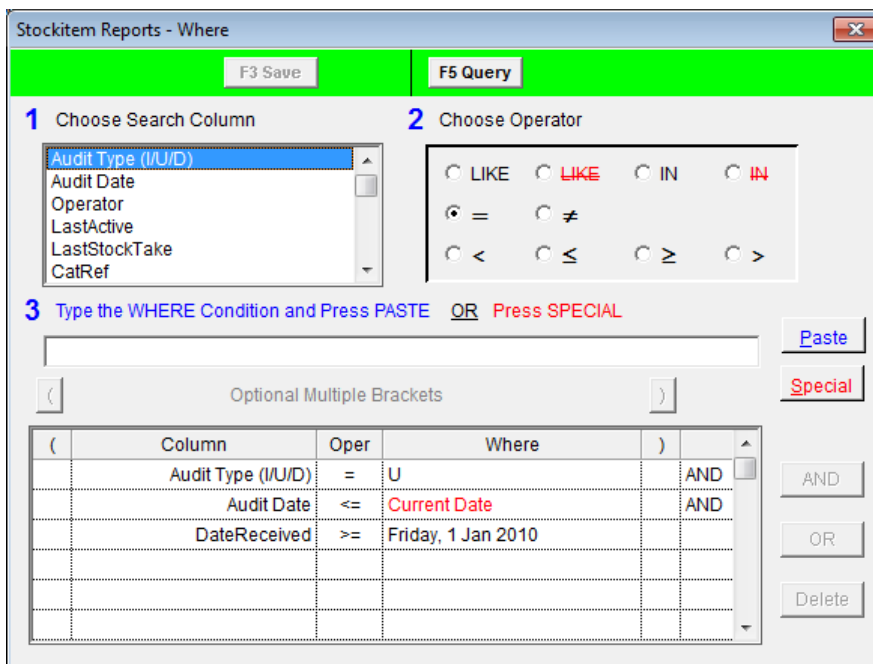 Stockitem Reports - Where
F3 Save F5 Query
1 Choose Search Column 2 Choose Operator
Audit Type (I/U/D)
Audit Date
Operator
LastActive
LastStockTake
CatRef
LIKE LIKE IN IN
= ≠
< ≤ ≥ >
3 Type the WHERE Condition and Press PASTE OR Press SPECIAL
Paste
Special
( Optional Multiple Brackets )
( Column Oper Where )
Audit Type (I/U/D) = U AND
Audit Date <= Current Date AND
DateReceived >= Friday, 1 Jan 2010
AND
OR
Delete